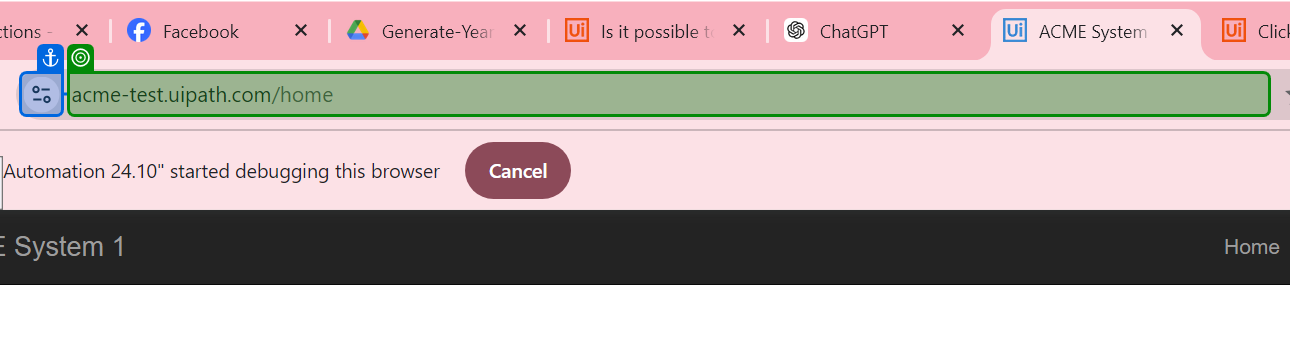 ctions -
Facebook
Generate-Year
Ui Is it possible to
ChatGPT
Ui ACME System
Ui Click
acme-test.uipath.com/home
Automation 24.10" started debugging this browser
Cancel
E System 1
Home